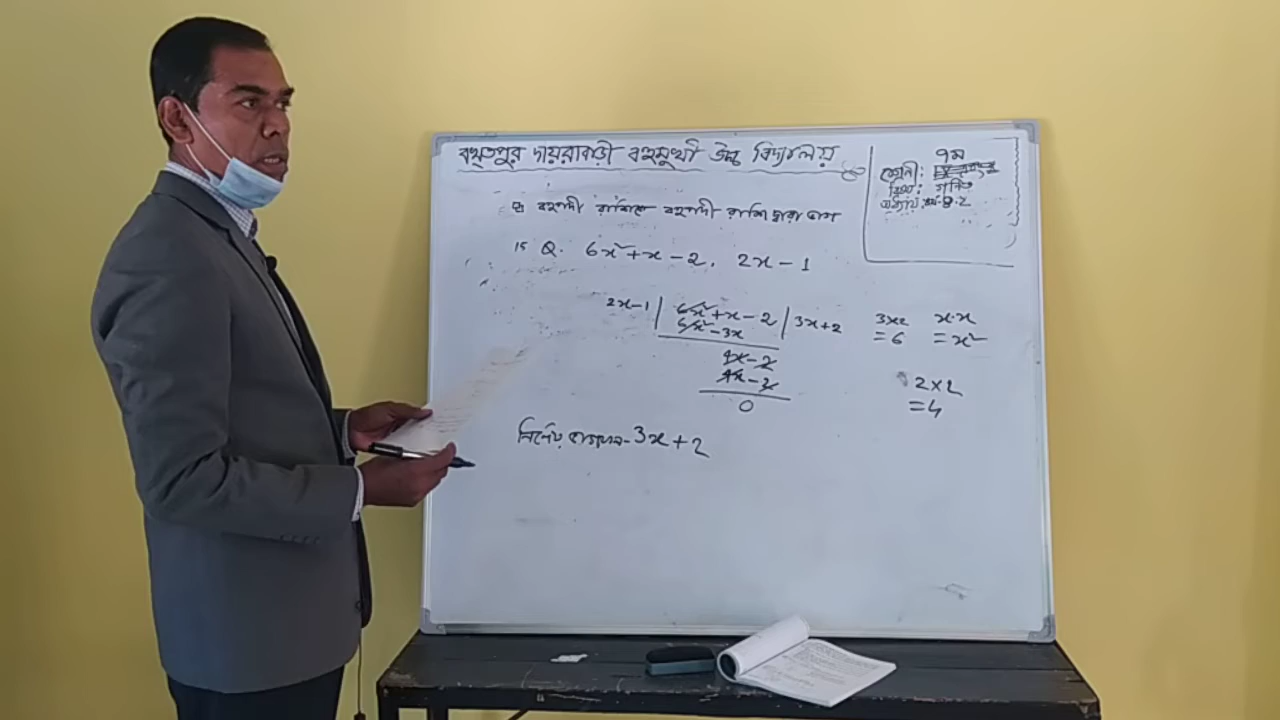 বখতপুর দায়রাবাড়ী বহুমুখী উচ্চ বিদ্যালয়
শ্রেণী: ৭ম
বিষয়: গণিত
অধ্যায়:
বহুপদী রাশিকে বহুপদী রাশি দ্বারা ভাগ
15 Q. 6x²+x-2, 2x-1
2x-1 | 6x²+x-2 | 3x+2
6x²-3x
4x-2
4x-2
0
3x2 x·x
=6 =x²
2x2
=4
নির্ণেয় ভাগফল- 3x+2